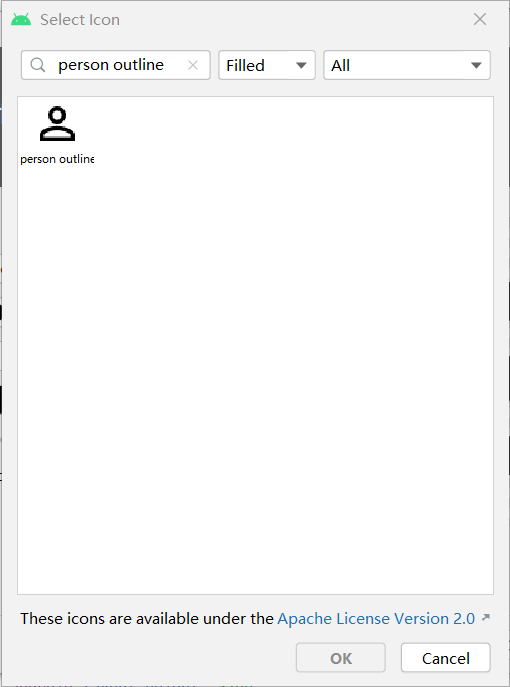 Select Icon
person outline
Filled
All
person outline
These icons are available under the Apache License Version 2.0
OK
Cancel